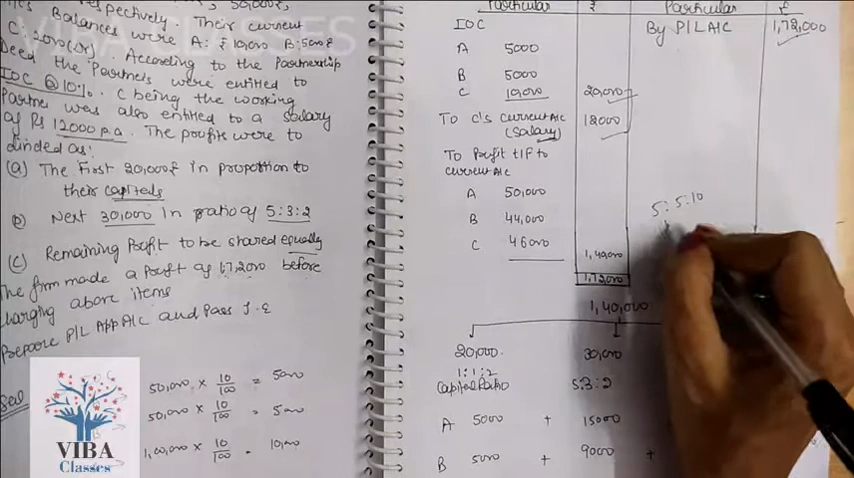 respectively. Their current
Balances were A: ₹10,000 B: 5000 &
C: 2000 (Dr). According to the Partnership
Deed the Partners were entitled to
IOC @ 10%. C being the working
Partner was also entitled to a salary
of Rs 12000 p.a. The profits were to
divided as:
(a) The First 20,000₹ in proportion to
their capitals
(b) Next 30,000 in ratio of 5:3:2
(c) Remaining Profit to be shared equally
The firm made a Profit of 1,72,000 before
charging above items
Prepare P/L App A/c and Pass J.E
50,000 × 10/100 = 5000
50,000 × 10/100 = 5000
1,00,000 × 10/100 = 10,000
VIBA
Classes
Particular ₹ Particular ₹
IOC By P/L A/C 1,72,000
A 5000
B 5000
C 10,000 20,000
To C's Current A/c 12000
(Salary)
To Profit t/f to
current A/c
A 50,000
B 44,000
C 46000 1,40,000
1,72,000
5:5:10
1,40,000
20,000. 30,000
1:1:2
Capital Ratio 5:3:2
A 5000 + 15000
B 5000 + 9000 +